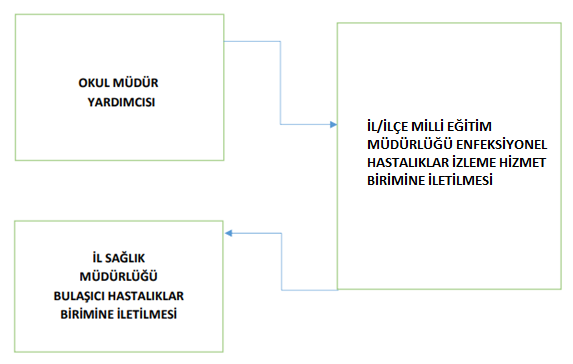 OKUL MÜDÜR
YARDIMCISI
İL/İLÇE MİLLİ EĞİTİM
MÜDÜRLÜĞÜ ENFEKSİYONEL
HASTALIKLAR İZLEME HİZMET
BİRİMİNE İLETİLMESİ
İL SAĞLIK
MÜDÜRLÜĞÜ
BULAŞICI HASTALIKLAR
BİRİMİNE İLETİLMESİ